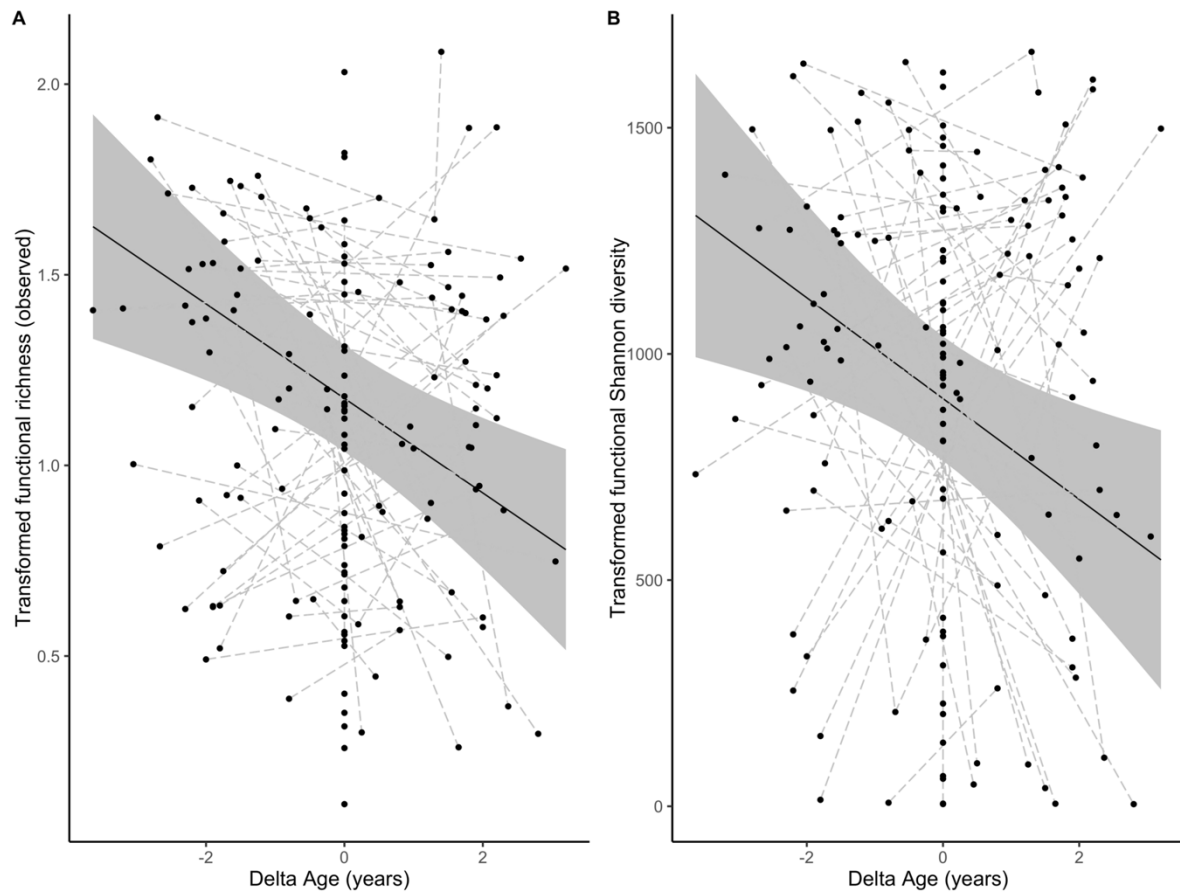 A
B
Transformed functional richness (observed)
2.0
1.5
1.0
0.5
-2
0
2
Delta Age (years)
Transformed functional Shannon diversity
1500
1000
500
0
-2
0
2
Delta Age (years)